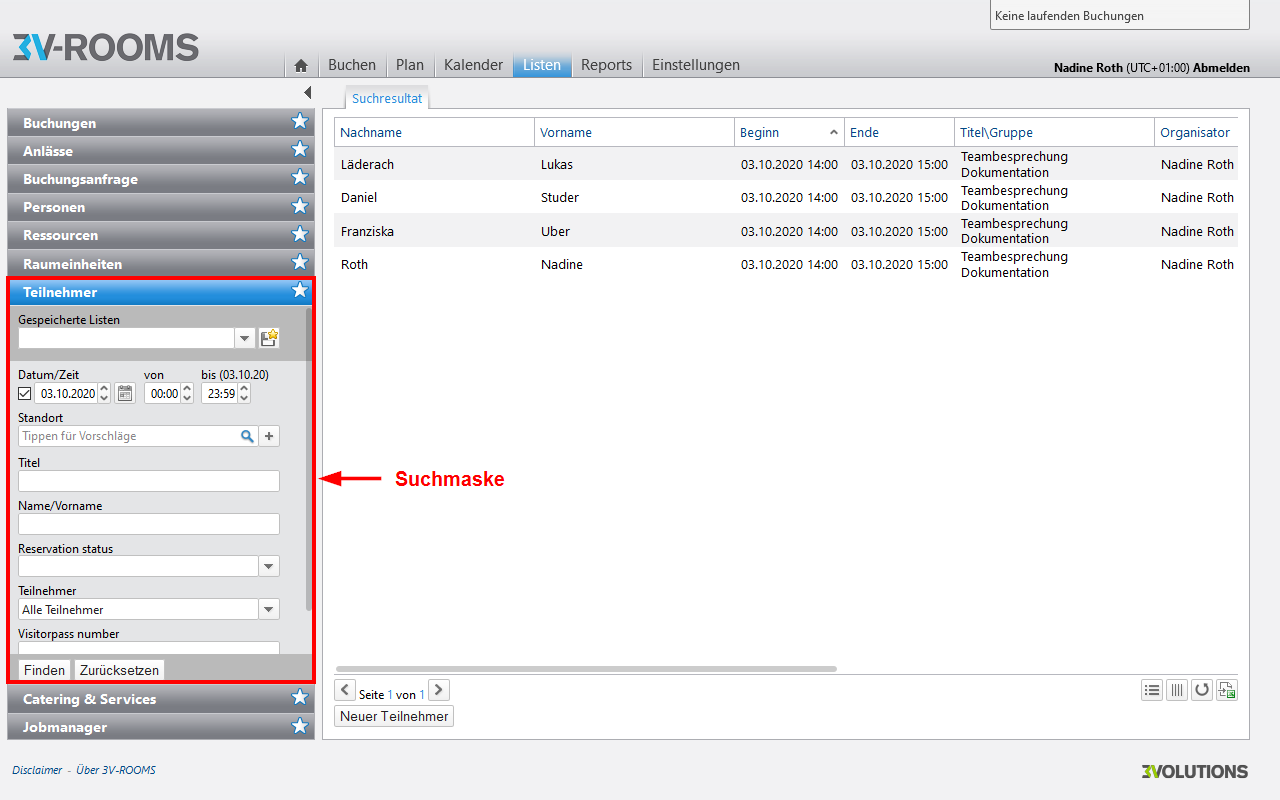 Keine laufenden Buchungen
3V-ROOMS
Buchen Plan Kalender Listen Reports Einstellungen
Nadine Roth (UTC+01:00) Abmelden
Buchungen
Anlässe
Buchungsanfrage
Personen
Ressourcen
Raumeinheiten
Teilnehmer
Gespeicherte Listen
Datum/Zeit von bis (03.10.20)
03.10.2020 00:00 23:59
Standort
Tippen für Vorschläge
Titel
Name/Vorname
Reservation status
Teilnehmer
Alle Teilnehmer
Visitorpass number
Finden Zurücksetzen
Catering & Services
Jobmanager
Suchmaske
Suchresultat
Nachname Vorname Beginn Ende Titel\Gruppe Organisator
Läderach Lukas 03.10.2020 14:00 03.10.2020 15:00 Teambesprechung Dokumentation Nadine Roth
Daniel Studer 03.10.2020 14:00 03.10.2020 15:00 Teambesprechung Dokumentation Nadine Roth
Franziska Uber 03.10.2020 14:00 03.10.2020 15:00 Teambesprechung Dokumentation Nadine Roth
Roth Nadine 03.10.2020 14:00 03.10.2020 15:00 Teambesprechung Dokumentation Nadine Roth
Seite 1 von 1
Neuer Teilnehmer
Disclaimer - Über 3V-ROOMS
3VOLUTIONS